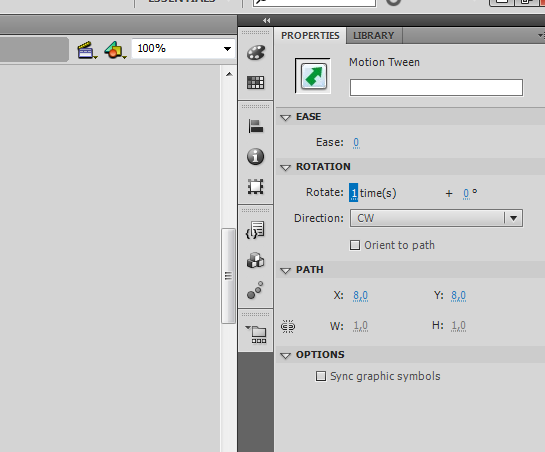 ESSENTIALS
100%
PROPERTIES
LIBRARY
Motion Tween
EASE
Ease: 0
ROTATION
Rotate: 1 time(s) + 0 °
Direction: CW
Orient to path
PATH
X: 8,0 Y: 8,0
W: 1,0 H: 1,0
OPTIONS
Sync graphic symbols